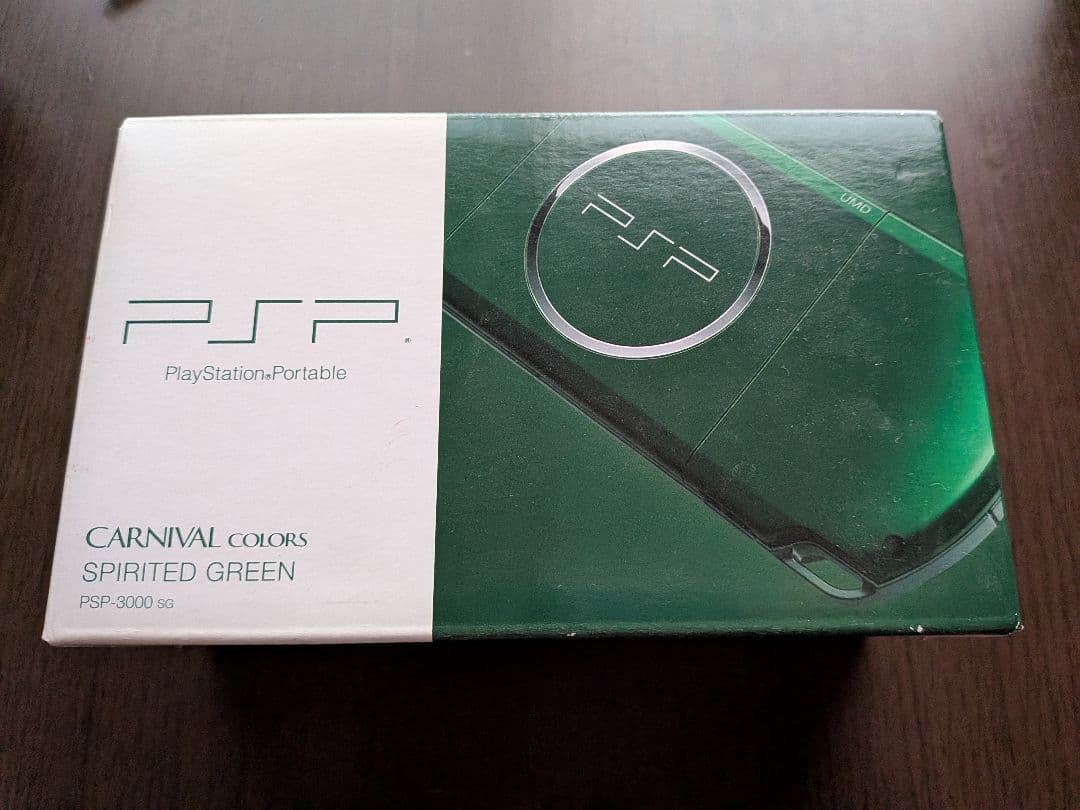 PSP®
PlayStation®Portable
CARNIVAL COLORS
SPIRITED GREEN
PSP-3000 SG
PSP
UMD